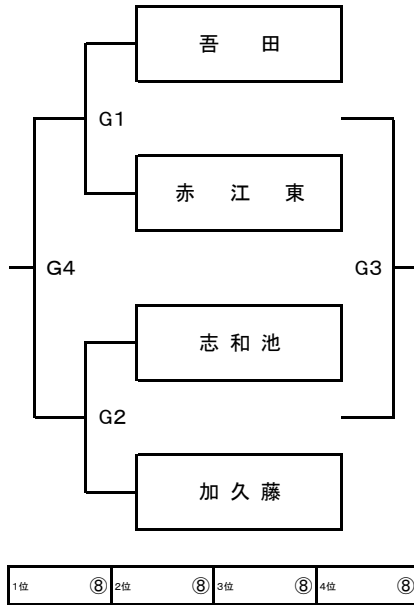 吾 田
G1
赤 江 東
G4 G3
志 和 池
G2
加 久 藤
1位 ⑧ 2位 ⑧ 3位 ⑧ 4位 ⑧